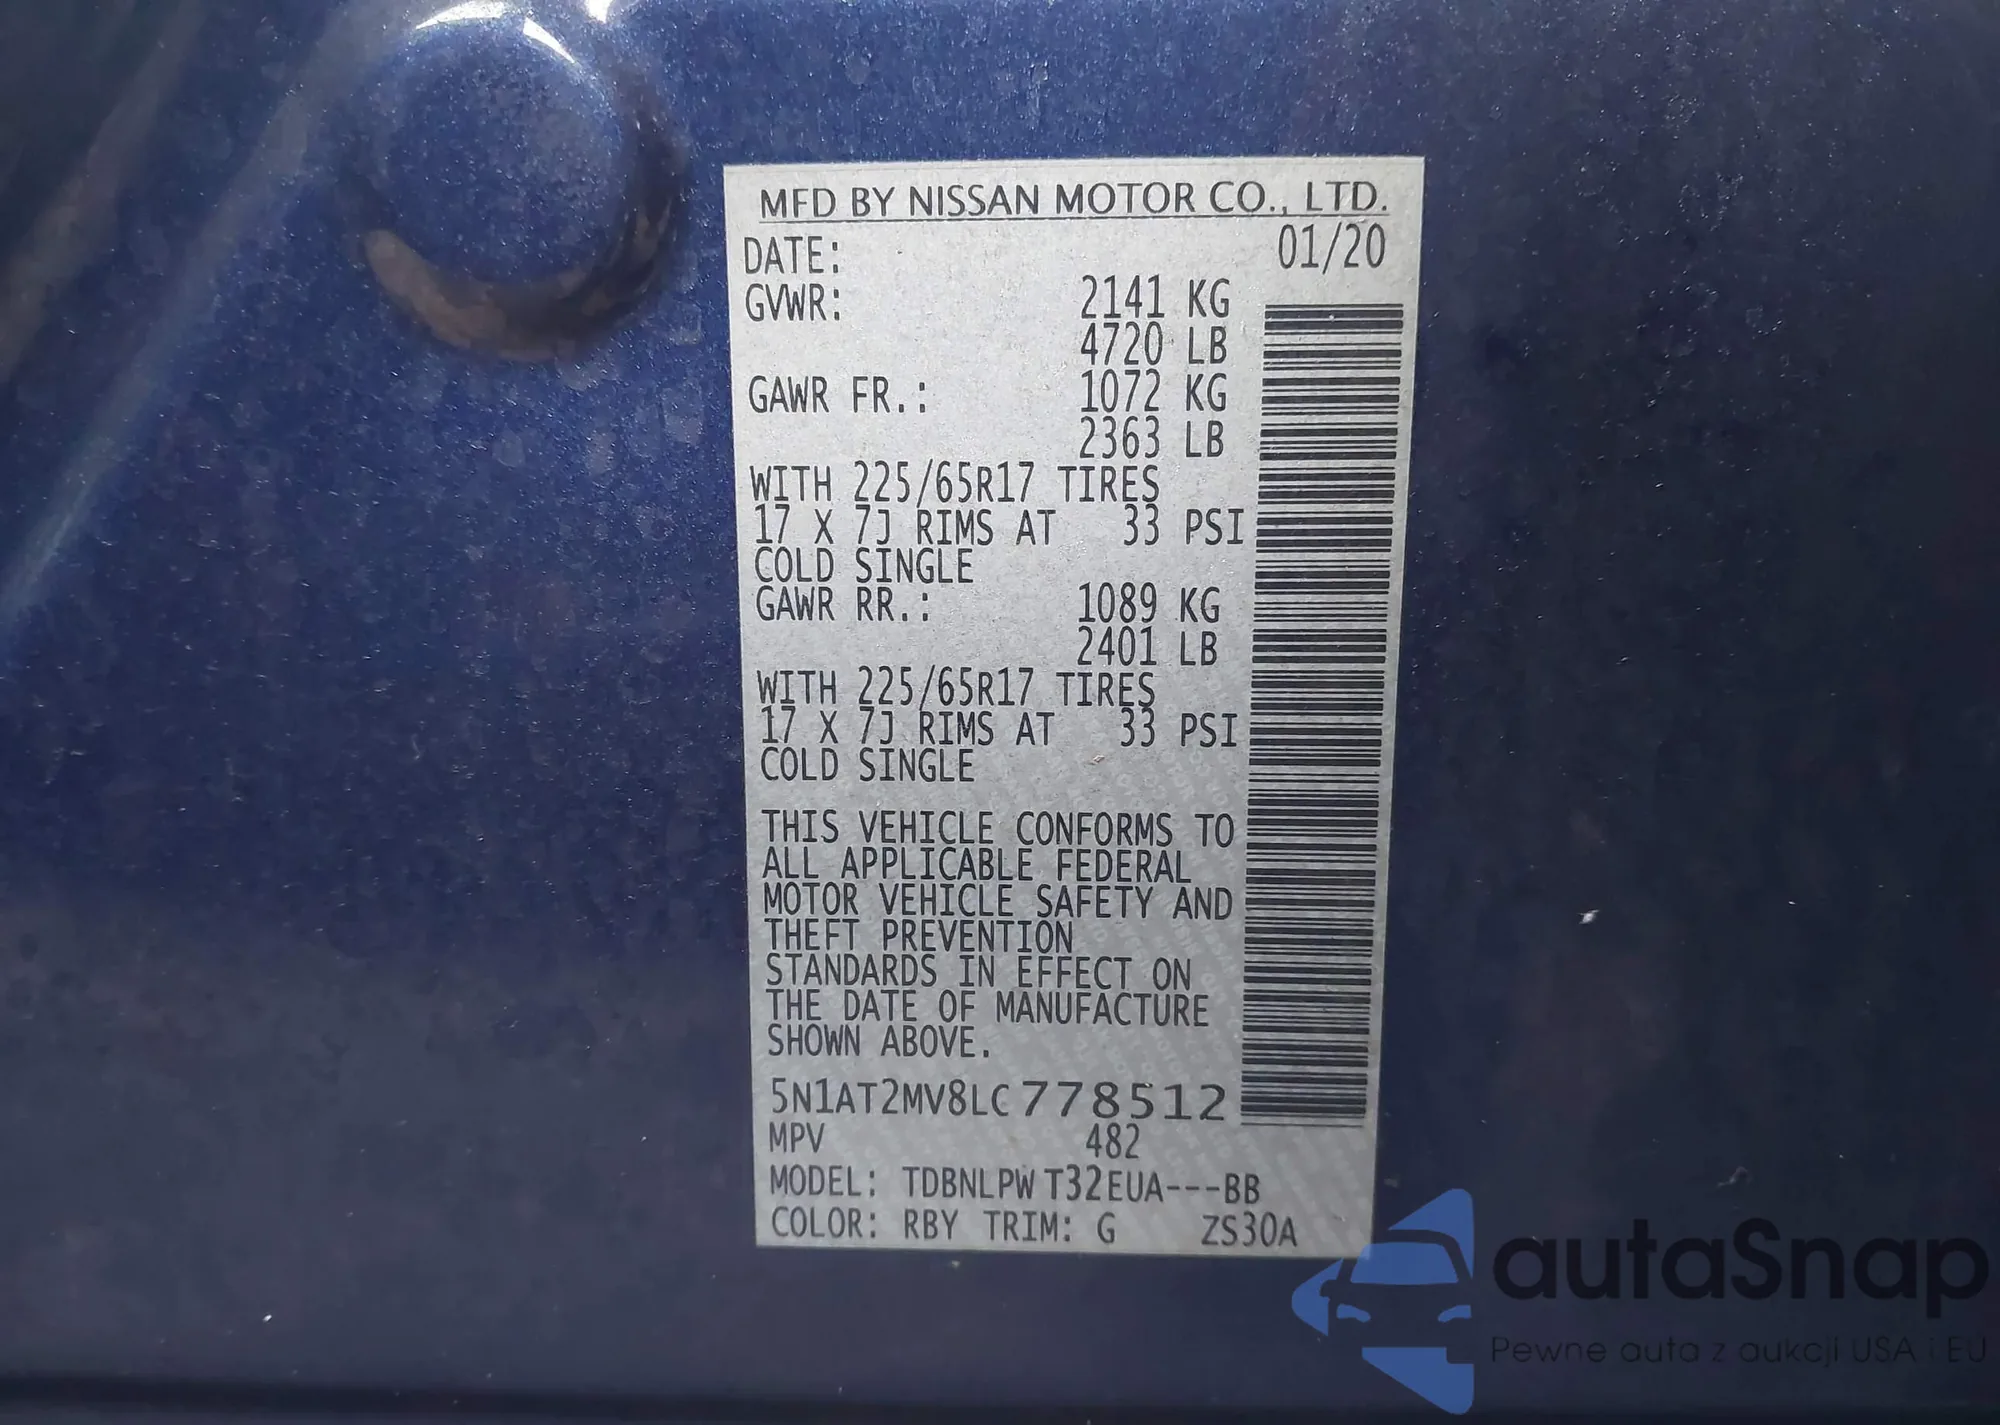 MFD BY NISSAN MOTOR CO., LTD.
DATE: 01/20
GVWR: 2141 KG
4720 LB
GAWR FR.: 1072 KG
2363 LB
WITH 225/65R17 TIRES
17 X 7J RIMS AT 33 PSI
COLD SINGLE
GAWR RR.: 1089 KG
2401 LB
WITH 225/65R17 TIRES
17 X 7J RIMS AT 33 PSI
COLD SINGLE
THIS VEHICLE CONFORMS TO
ALL APPLICABLE FEDERAL
MOTOR VEHICLE SAFETY AND
THEFT PREVENTION
STANDARDS IN EFFECT ON
THE DATE OF MANUFACTURE
SHOWN ABOVE.
5N1AT2MV8LC778512
MPV 482
MODEL: TDBNLPW T32EUA---BB
COLOR: RBY TRIM: G ZS30A
autaSnap
Pewne auta z aukcji USA i EU